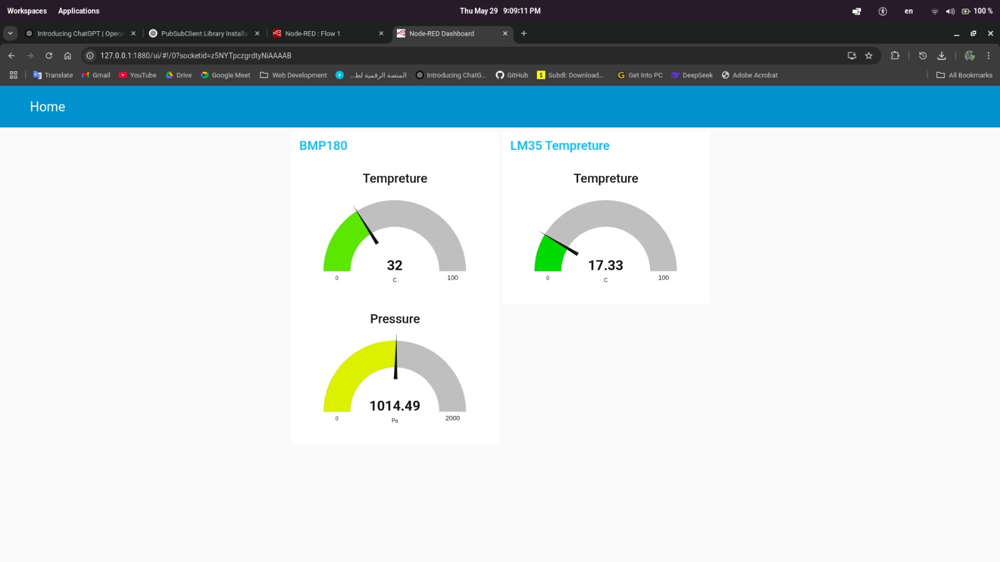 Workspaces Applications Thu May 29 9:09:11 PM en 100 %
Introducing ChatGPT | OpenA PubSubClient Library Installa Node-RED : Flow 1 Node-RED Dashboard
127.0.0.1:1880/ui/#!/0?socketid=z5NYTpczgrdtyNiAAAAB
Translate Gmail YouTube Drive Google Meet Web Development المنصة الرقمية لط... Introducing ChatG... GitHub Subdl: Download... Get Into PC DeepSeek Adobe Acrobat All Bookmarks
Home
BMP180
Tempreture
32
C
0 100
Pressure
1014.49
Pa
0 2000
LM35 Tempreture
Tempreture
17.33
C
0 100